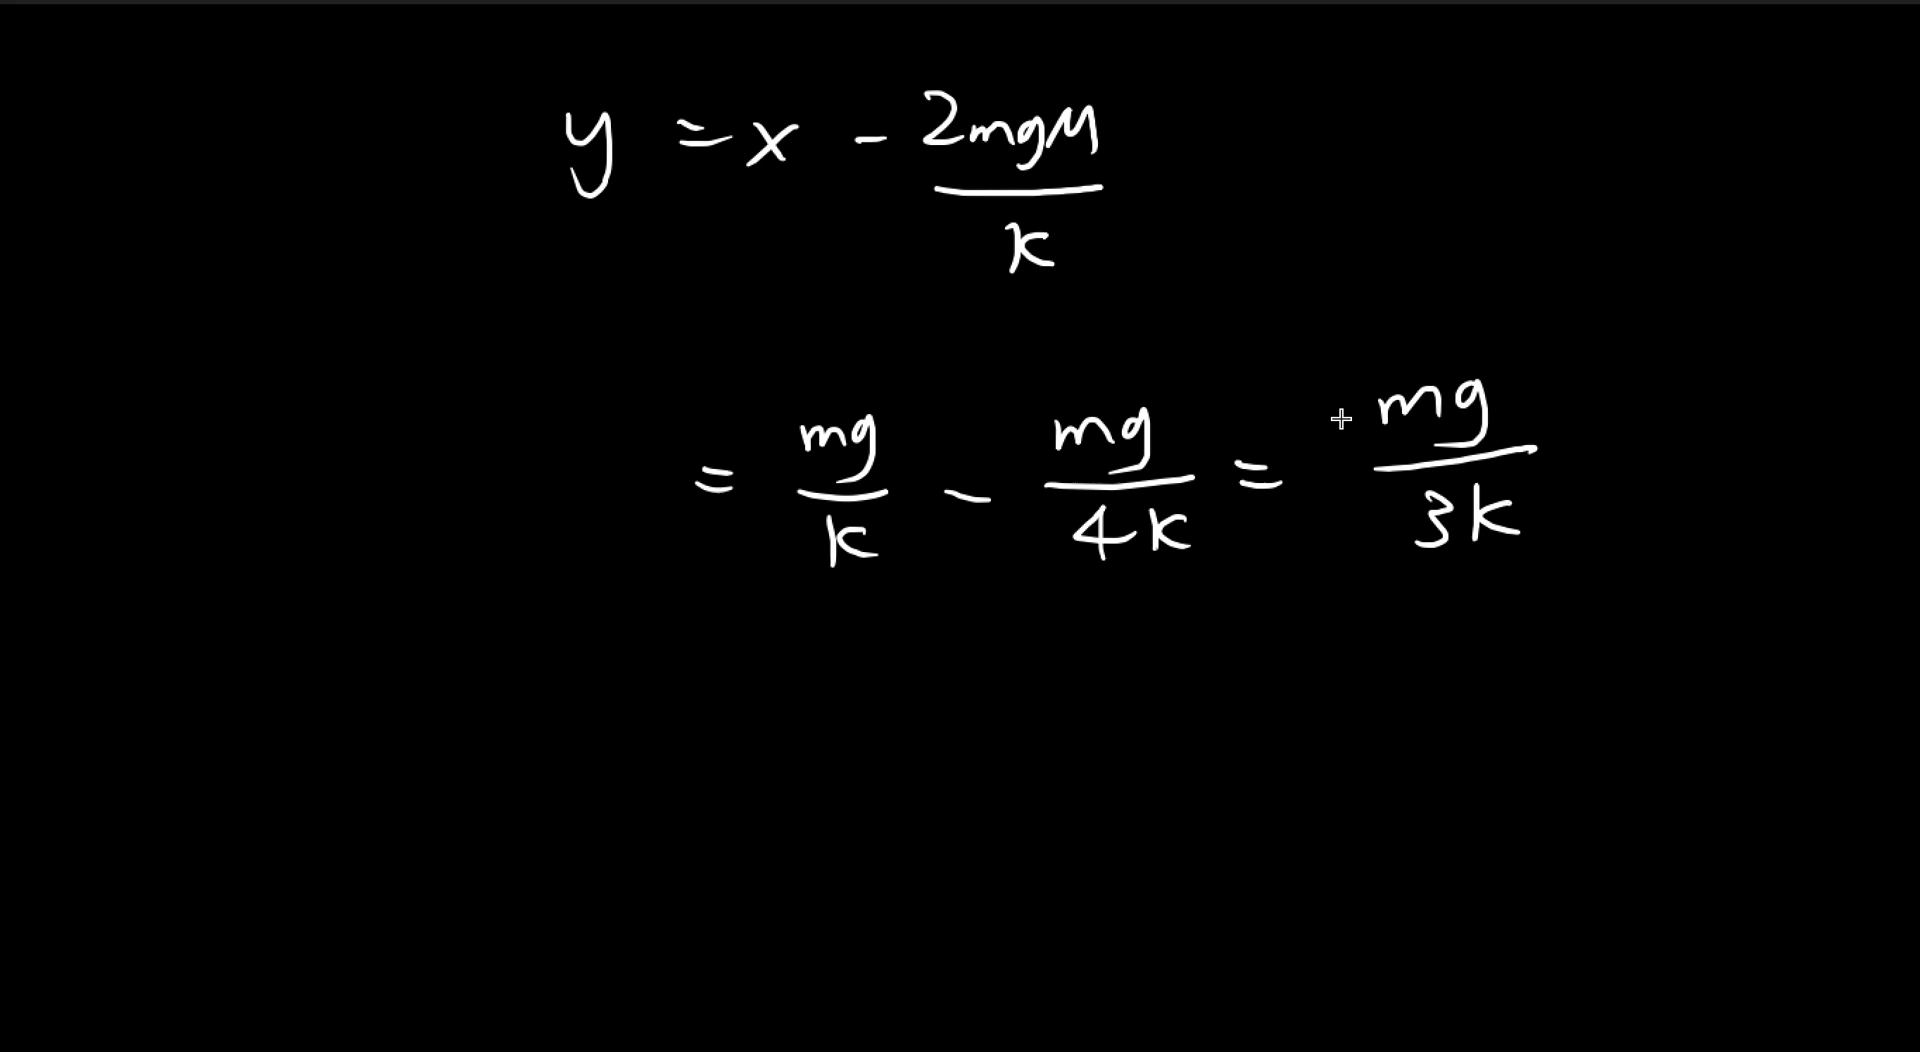 y = x - 2mgμ/k
= mg/k - mg/4k = mg/3k